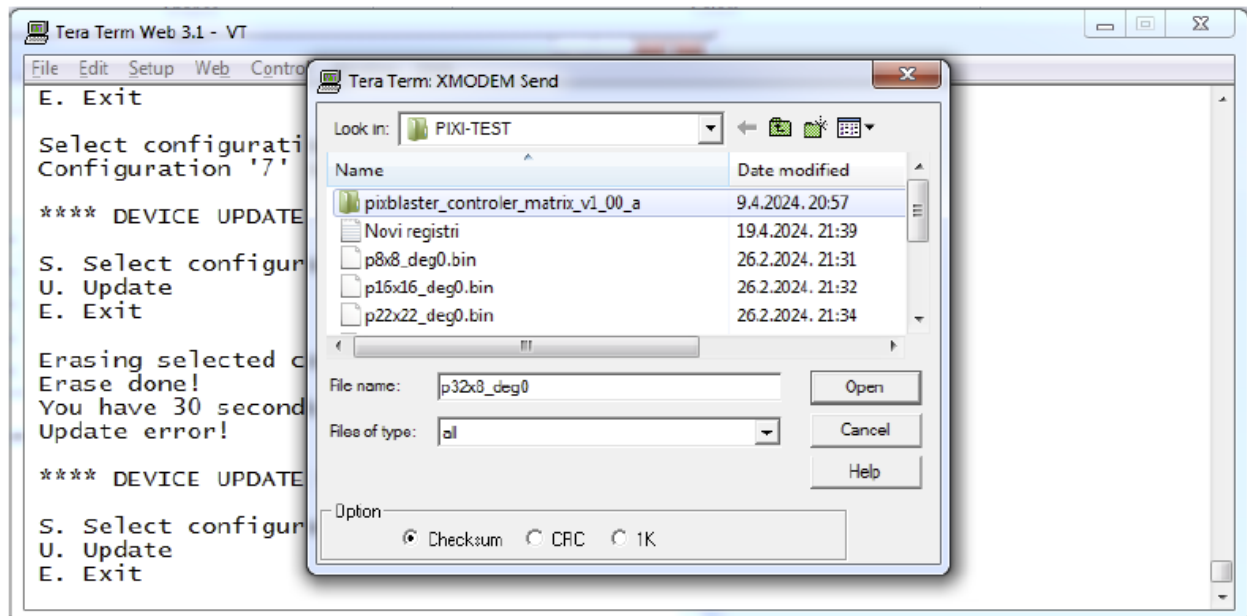 Tera Term Web 3.1 - VT
File Edit Setup Web Contro
E. Exit
Select configurati
Configuration '7'
**** DEVICE UPDATE
S. Select configur
U. Update
E. Exit
Erasing selected c
Erase done!
You have 30 second
Update error!
**** DEVICE UPDATE
S. Select configur
U. Update
E. Exit
Tera Term: XMODEM Send
Look in: PIXI-TEST
Name Date modified
pixblaster_controler_matrix_v1_00_a 9.4.2024. 20:57
Novi registri 19.4.2024. 21:39
p8x8_deg0.bin 26.2.2024. 21:31
p16x16_deg0.bin 26.2.2024. 21:32
p22x22_deg0.bin 26.2.2024. 21:34
File name: p32x8_deg0 Open
Files of type: all Cancel
Help
Option
Checksum CRC 1K